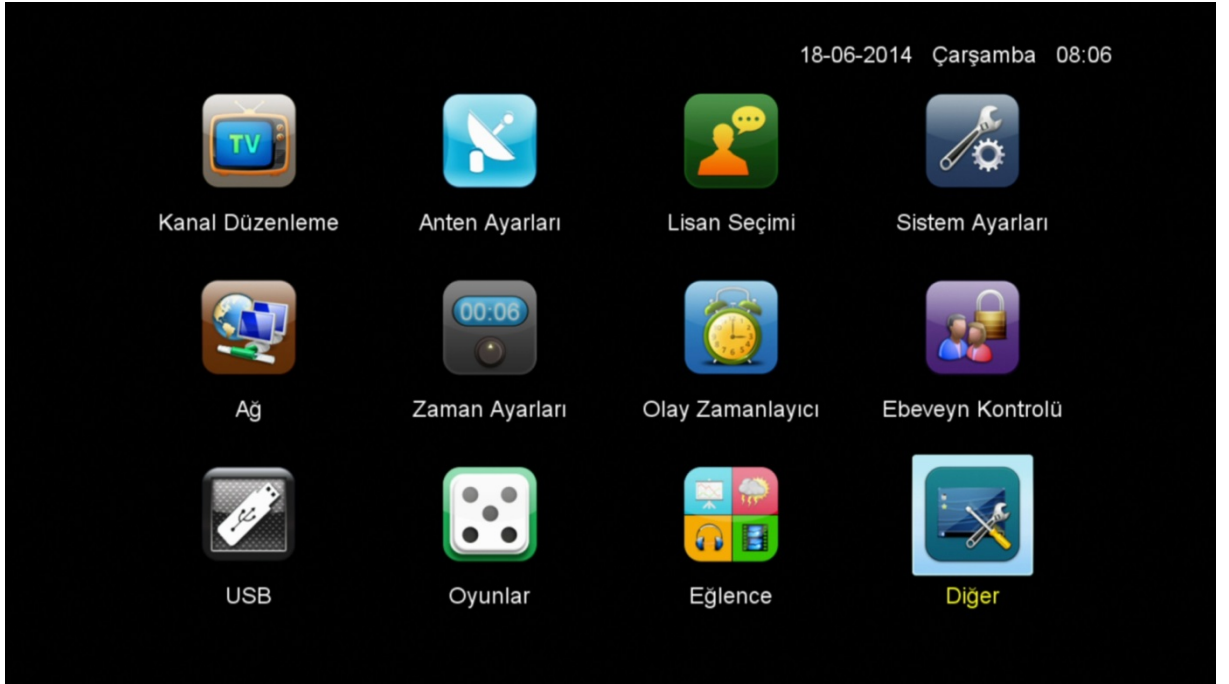 18-06-2014 Çarşamba 08:06
TV
Kanal Düzenleme Anten Ayarları Lisan Seçimi Sistem Ayarları
00:06
Ağ Zaman Ayarları Olay Zamanlayıcı Ebeveyn Kontrolü
USB Oyunlar Eğlence Diğer